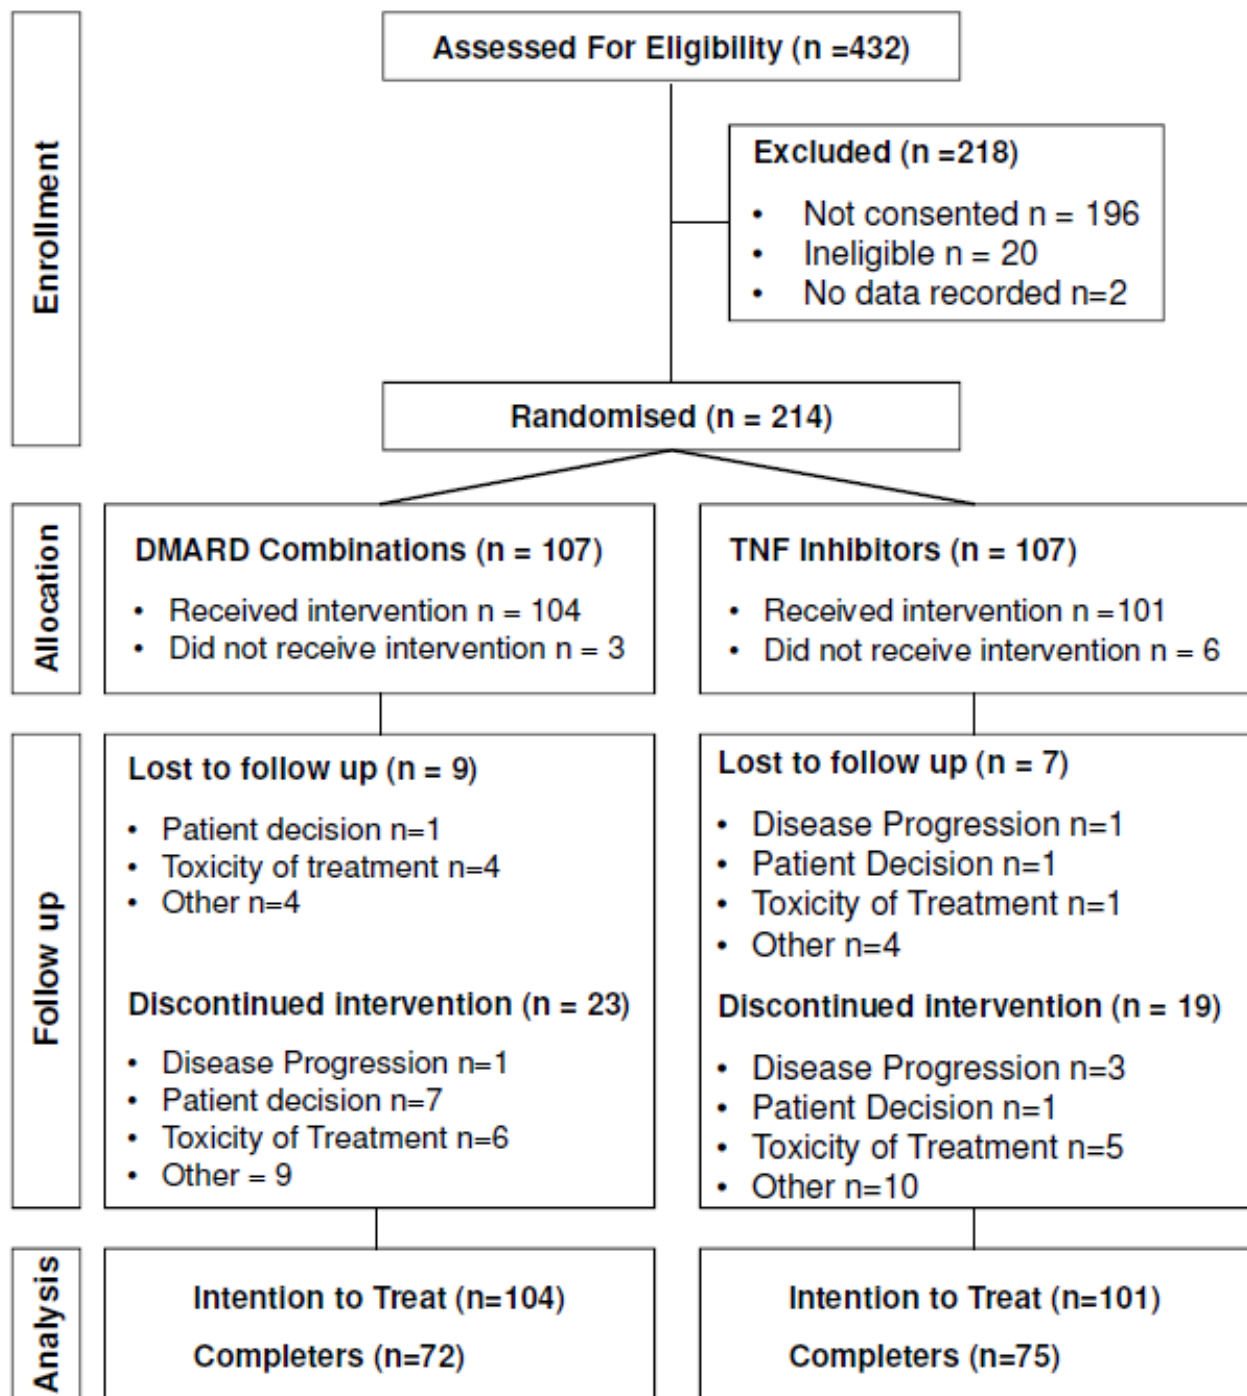 Enrollment
Assessed For Eligibility (n =432)
Excluded (n =218)
• Not consented n = 196
• Ineligible n = 20
• No data recorded n=2
Randomised (n = 214)
Allocation
DMARD Combinations (n = 107)
• Received intervention n = 104
• Did not receive intervention n = 3
TNF Inhibitors (n = 107)
• Received intervention n =101
• Did not receive intervention n = 6
Follow up
Lost to follow up (n = 9)
• Patient decision n=1
• Toxicity of treatment n=4
• Other n=4
Discontinued intervention (n = 23)
• Disease Progression n=1
• Patient decision n=7
• Toxicity of Treatment n=6
• Other = 9
Lost to follow up (n = 7)
• Disease Progression n=1
• Patient Decision n=1
• Toxicity of Treatment n=1
• Other n=4
Discontinued intervention (n = 19)
• Disease Progression n=3
• Patient Decision n=1
• Toxicity of Treatment n=5
• Other n=10
Analysis
Intention to Treat (n=104)
Completers (n=72)
Intention to Treat (n=101)
Completers (n=75)